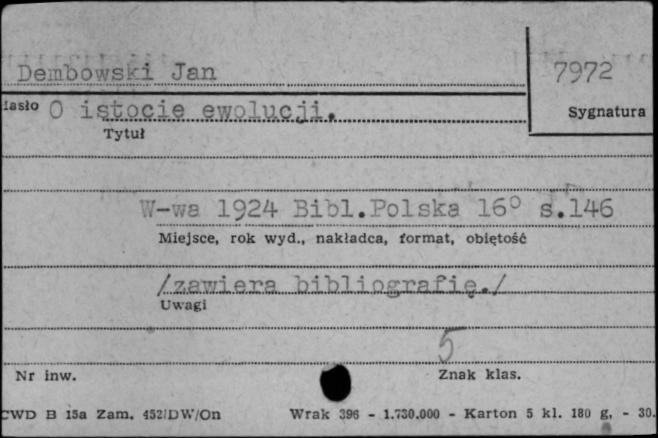 Dembowski Jan
7972
Hasło O istocie ewolucji.
Sygnatura
Tytuł
W-wa 1924 Bibl.Polska 16° s.146
Miejsce, rok wyd., nakładca, format, obiętość
/zawiera bibliografię./
Uwagi
5
Nr inw.
Znak klas.
CWD B 15a Zam. 452/DW/On Wrak 396 - 1.730.000 - Karton 5 kl. 180 g, - 30.